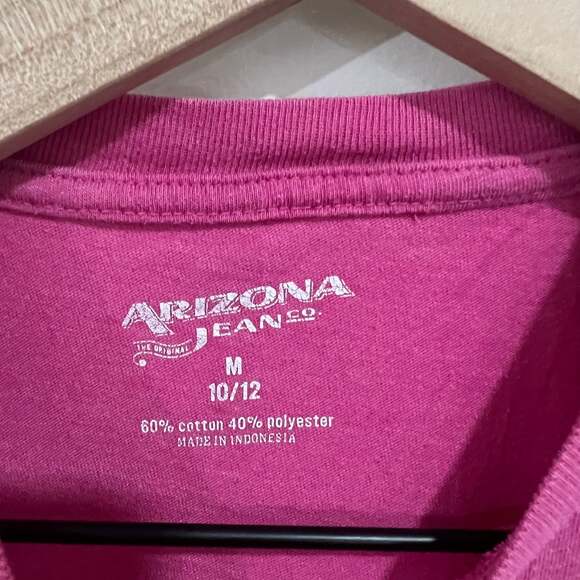 ARIZONA
JEAN CO.
THE ORIGINAL
M
10/12
60% cotton 40% polyester
MADE IN INDONESIA